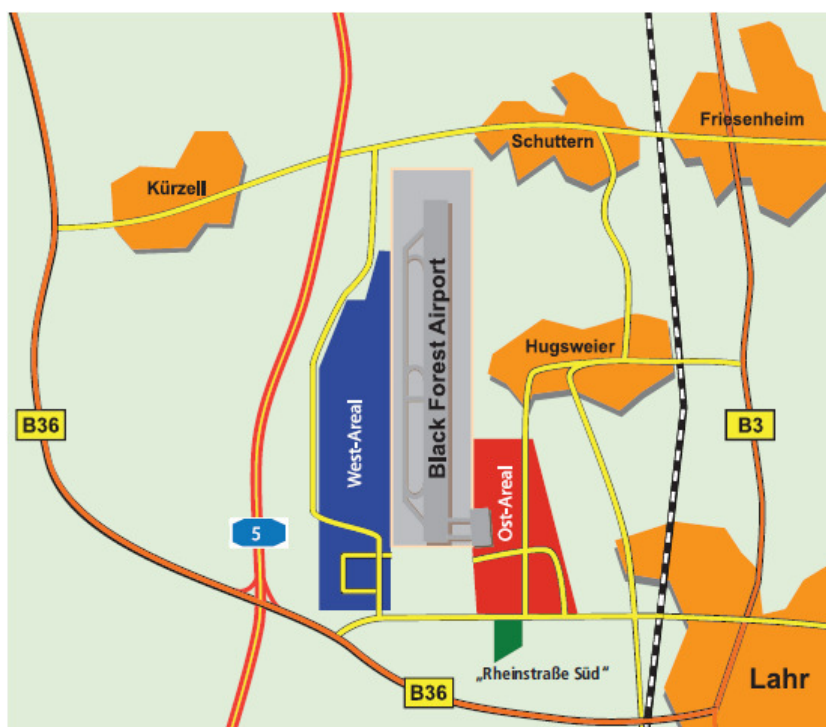 Friesenheim
Schuttern
Kürzell
Black Forest Airport
Hugsweier
B36
B3
West-Areal
Ost-Areal
5
„Rheinstraße Süd“
Lahr
B36